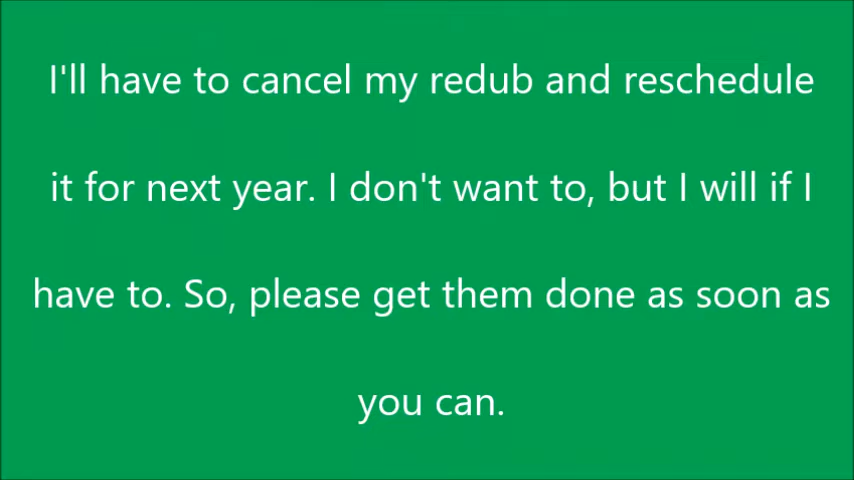 I'll have to cancel my redub and reschedule
it for next year. I don't want to, but I will if I
have to. So, please get them done as soon as
you can.